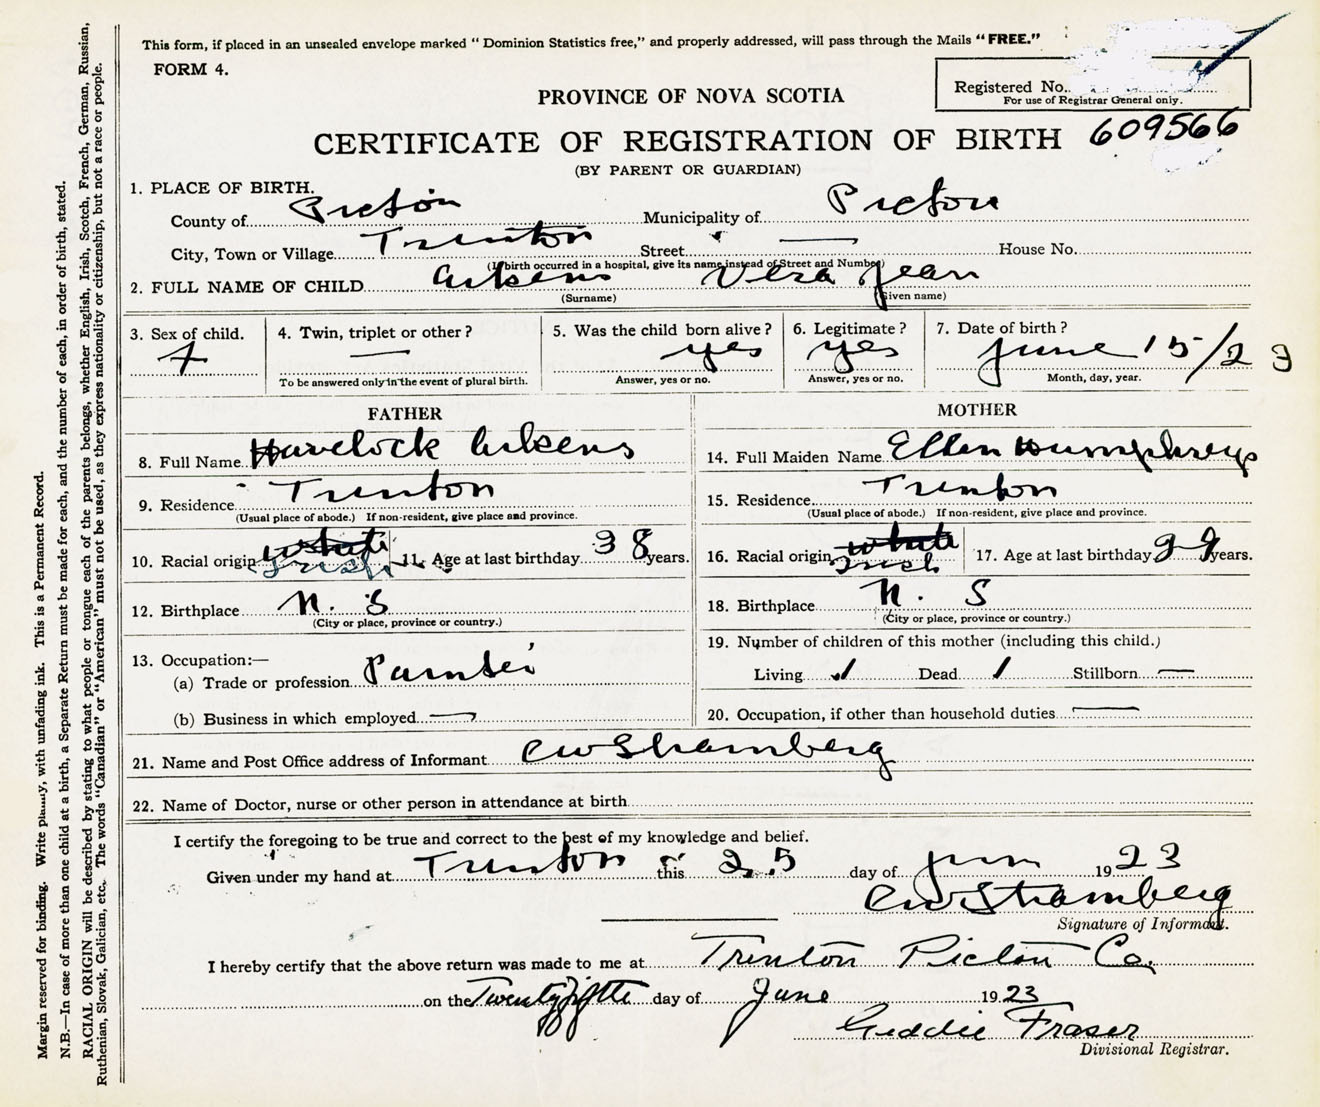 This form, if placed in an unsealed envelope marked "Dominion Statistics free," and properly addressed, will pass through the Mails "FREE."
FORM 4.
Registered No.
For use of Registrar General only.
PROVINCE OF NOVA SCOTIA
CERTIFICATE OF REGISTRATION OF BIRTH 609566
(BY PARENT OR GUARDIAN)
1. PLACE OF BIRTH.
County of Picton Municipality of Picton
City, Town or Village Trenton Street — House No.
(If birth occurred in a hospital, give its name instead of Street and Number)
2. FULL NAME OF CHILD Aikens Vera Jean
(Surname) (Given name)
3. Sex of child. 4. Twin, triplet or other? 5. Was the child born alive? 6. Legitimate? 7. Date of birth?
f — yes yes June 15/23
To be answered only in the event of plural birth. Answer, yes or no. Answer, yes or no. Month, day, year.
FATHER MOTHER
8. Full Name Havelock Aikens 14. Full Maiden Name Ellen Humphreys
9. Residence Trenton 15. Residence Trenton
(Usual place of abode.) If non-resident, give place and province. (Usual place of abode.) If non-resident, give place and province.
10. Racial origin white Irish 11. Age at last birthday 38 years. 16. Racial origin white Irish 17. Age at last birthday 29 years.
12. Birthplace N. S 18. Birthplace N. S
(City or place, province or country.) (City or place, province or country.)
19. Number of children of this mother (including this child.)
13. Occupation:—
(a) Trade or profession Painter Living 1 Dead 1 Stillborn —
(b) Business in which employed — 20. Occupation, if other than household duties —
21. Name and Post Office address of Informant CW Stramberg
22. Name of Doctor, nurse or other person in attendance at birth
I certify the foregoing to be true and correct to the best of my knowledge and belief.
Given under my hand at Trenton this 25 day of June 1923
CW Stramberg
Signature of Informant.
I hereby certify that the above return was made to me at Trenton Picton Co.
on the Twentyfifth day of June 1923
Geddie Fraser
Divisional Registrar.
Margin reserved for binding. Write plainly, with unfading ink. This is a Permanent Record.
N.B.—In case of more than one child at a birth, a Separate Return must be made for each, and the number of each, in order of birth, stated.
RACIAL ORIGIN will be described by stating to what people or tongue each of the parents belongs, whether English, Irish, Scotch, French, German, Russian,
Ruthenian, Slovak, Galician, etc. The words "Canadian" or "American" must not be used, as they express nationality or citizenship, but not a race or people.